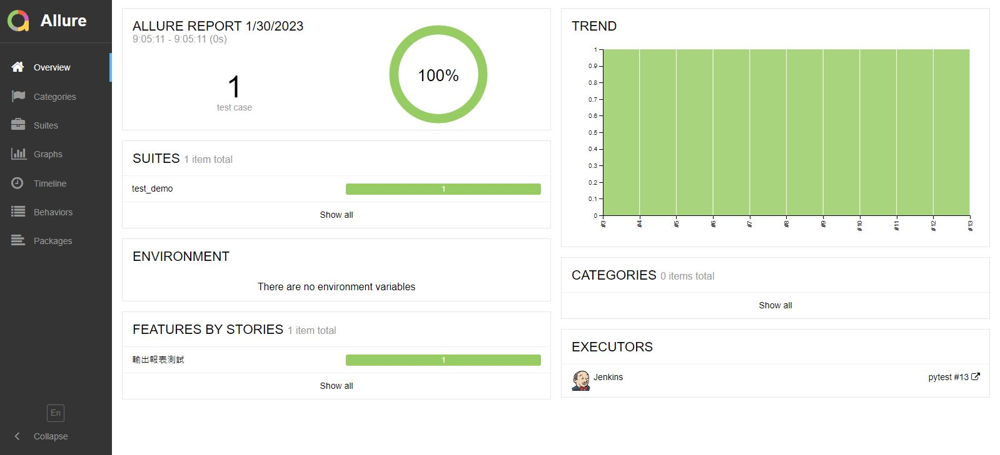 Allure
Overview
Categories
Suites
Graphs
Timeline
Behaviors
Packages
En
Collapse
ALLURE REPORT 1/30/2023
9:05:11 - 9:05:11 (0s)
1
test case
100%
SUITES 1 item total
test_demo 1
Show all
ENVIRONMENT
There are no environment variables
FEATURES BY STORIES 1 item total
輸出報表測試 1
Show all
TREND
1
0.9
0.8
0.7
0.6
0.5
0.4
0.3
0.2
0.1
0
#3 #4 #5 #6 #7 #8 #9 #10 #11 #12 #13
CATEGORIES 0 items total
Show all
EXECUTORS
Jenkins pytest #13